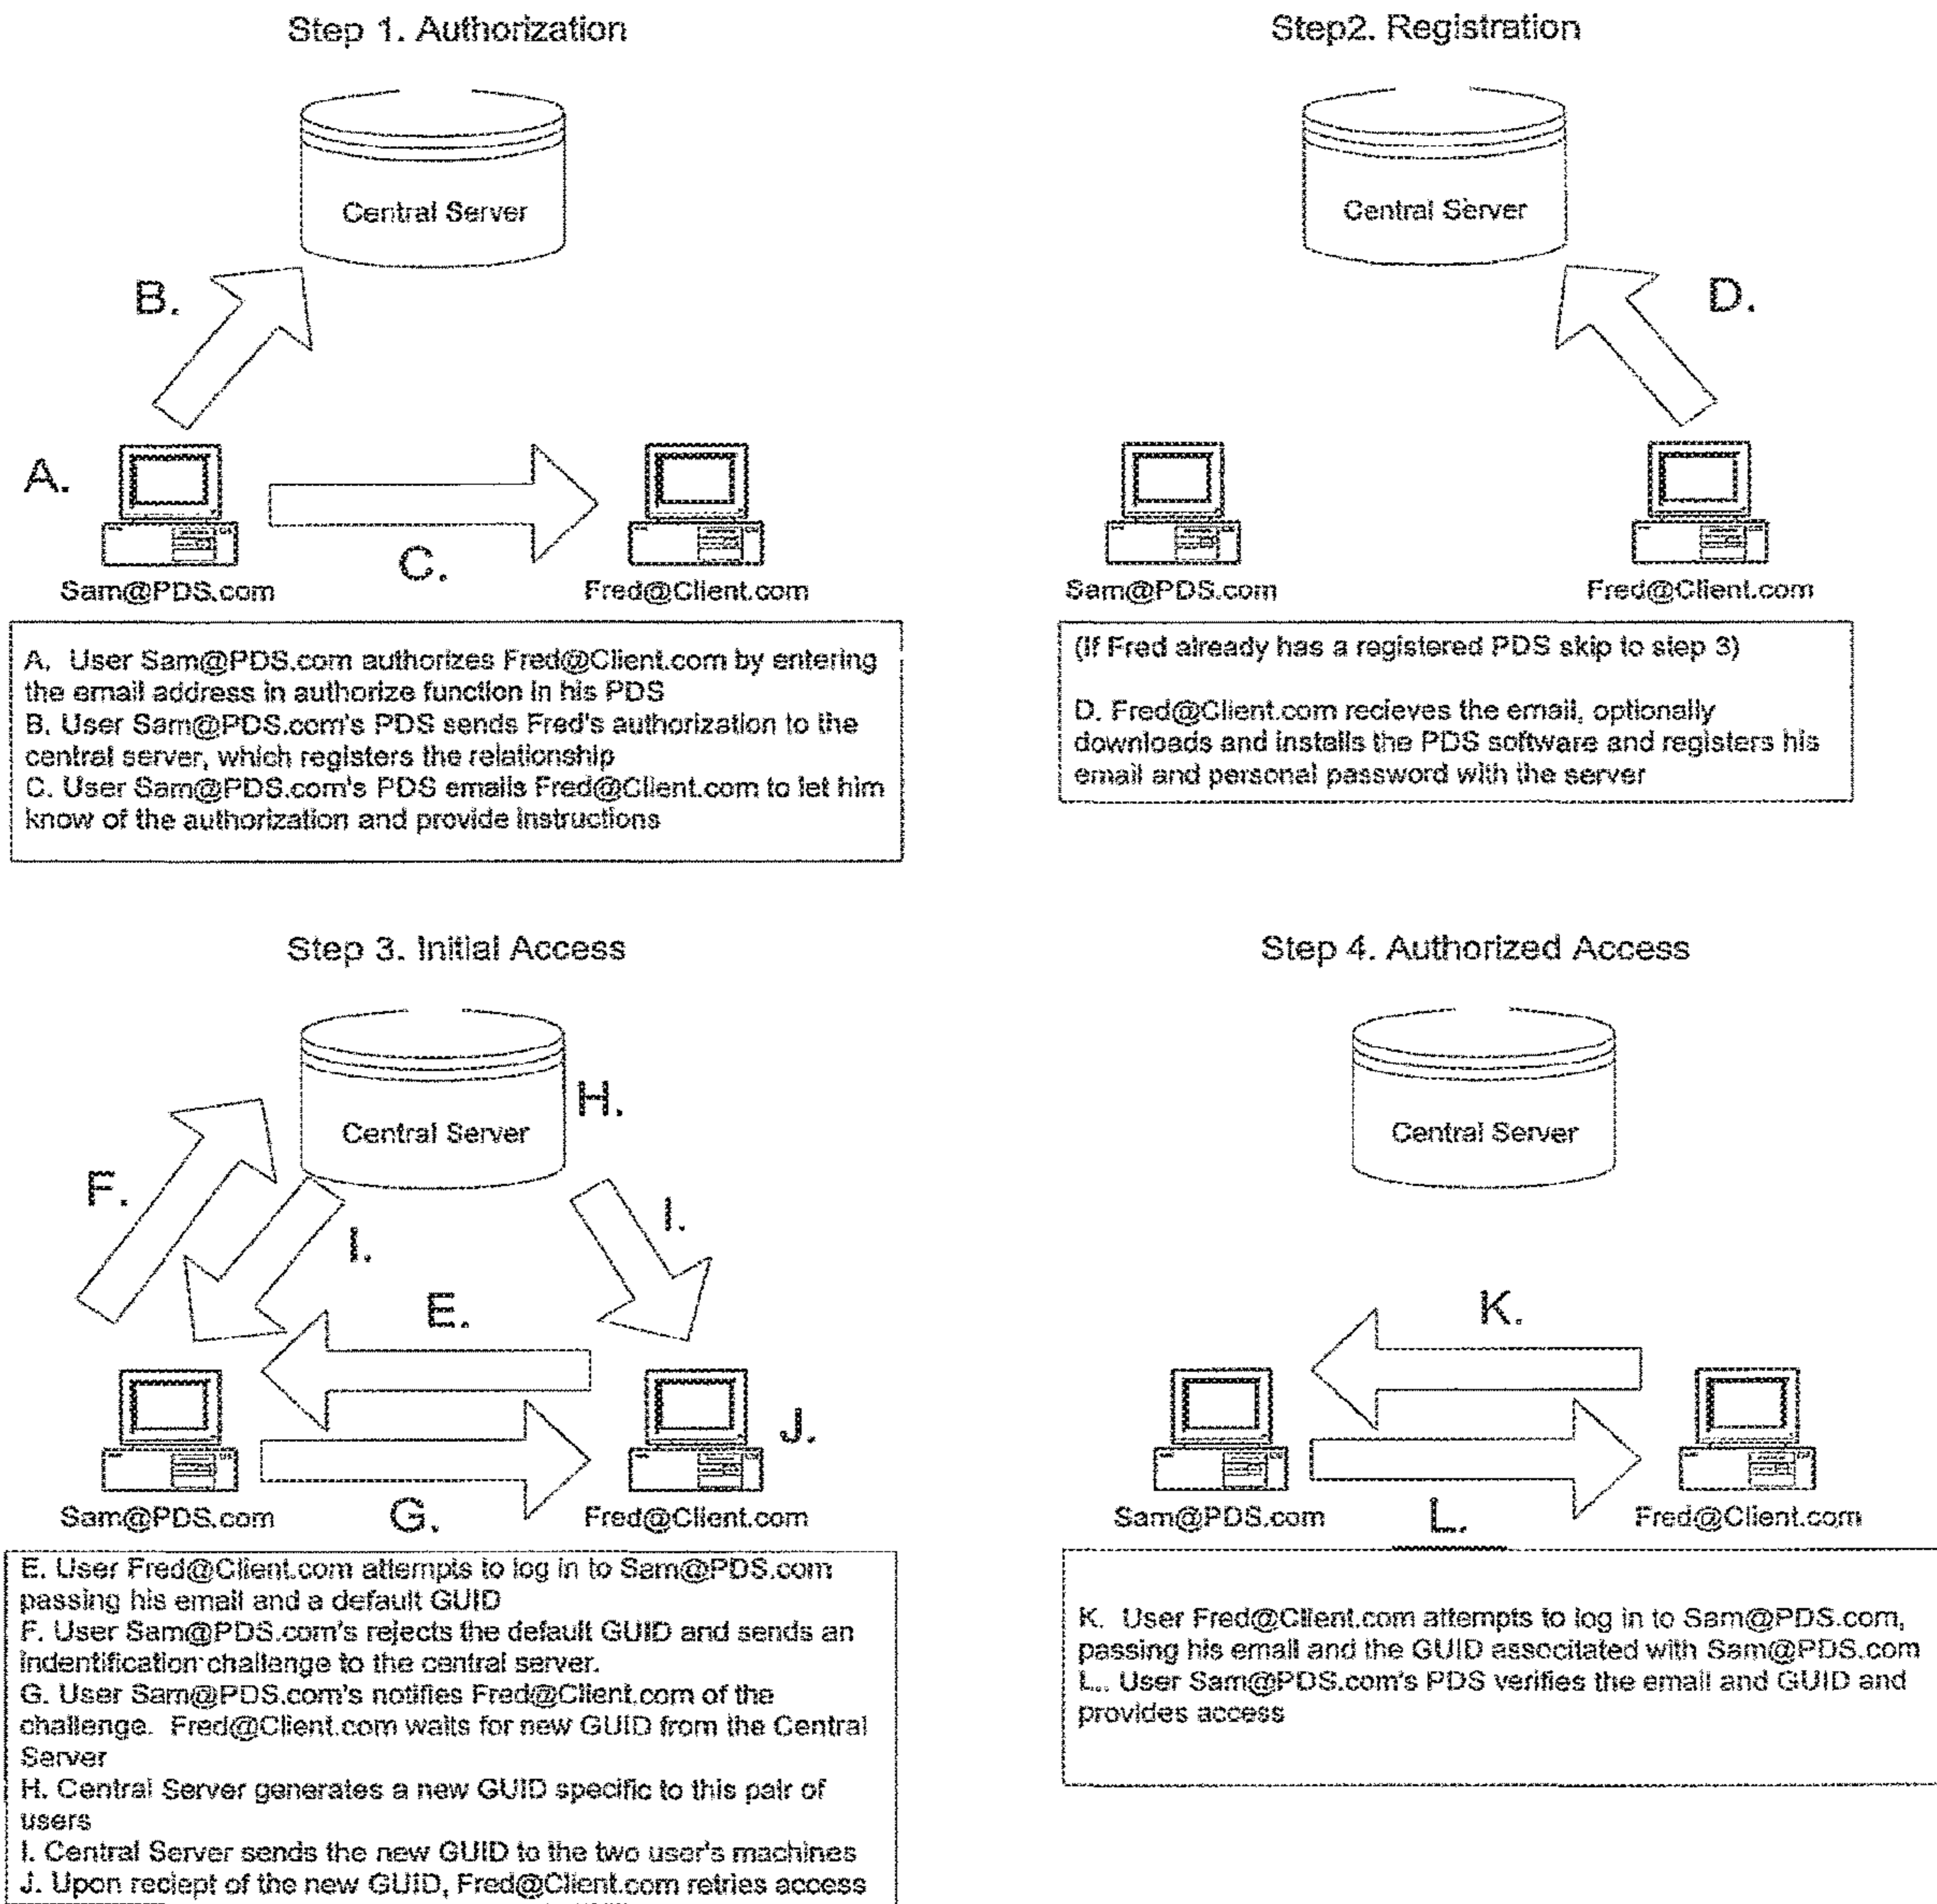 Step 1. Authorization
Central Server
B.
A.
C.
Sam@PDS.com
Fred@Client.com
A. User Sam@PDS.com authorizes Fred@Client.com by entering
the email address in authorize function in his PDS
B. User Sam@PDS.com's PDS sends Fred's authorization to the
central server, which registers the relationship
C. User Sam@PDS.com's PDS emails Fred@Client.com to let him
know of the authorization and provide instructions
Step2. Registration
Central Server
D.
Sam@PDS.com
Fred@Client.com
(If Fred already has a registered PDS skip to step 3)
D. Fred@Client.com recieves the email, optionally
downloads and installs the PDS software and registers his
email and personal password with the server
Step 3. Initial Access
Central Server
H.
F.
I.
I.
E.
J.
G.
Sam@PDS.com
Fred@Client.com
E. User Fred@Client.com attempts to log in to Sam@PDS.com
passing his email and a default GUID
F. User Sam@PDS.com's rejects the default GUID and sends an
indentification challenge to the central server.
G. User Sam@PDS.com's notifies Fred@Client.com of the
challenge. Fred@Client.com waits for new GUID from the Central
Server
H. Central Server generates a new GUID specific to this pair of
users
I. Central Server sends the new GUID to the two user's machines
J. Upon reciept of the new GUID, Fred@Client.com retries access
Step 4. Authorized Access
Central Server
K.
L.
Sam@PDS.com
Fred@Client.com
K. User Fred@Client.com attempts to log in to Sam@PDS.com,
passing his email and the GUID associtated with Sam@PDS.com
L.. User Sam@PDS.com's PDS verifies the email and GUID and
provides access